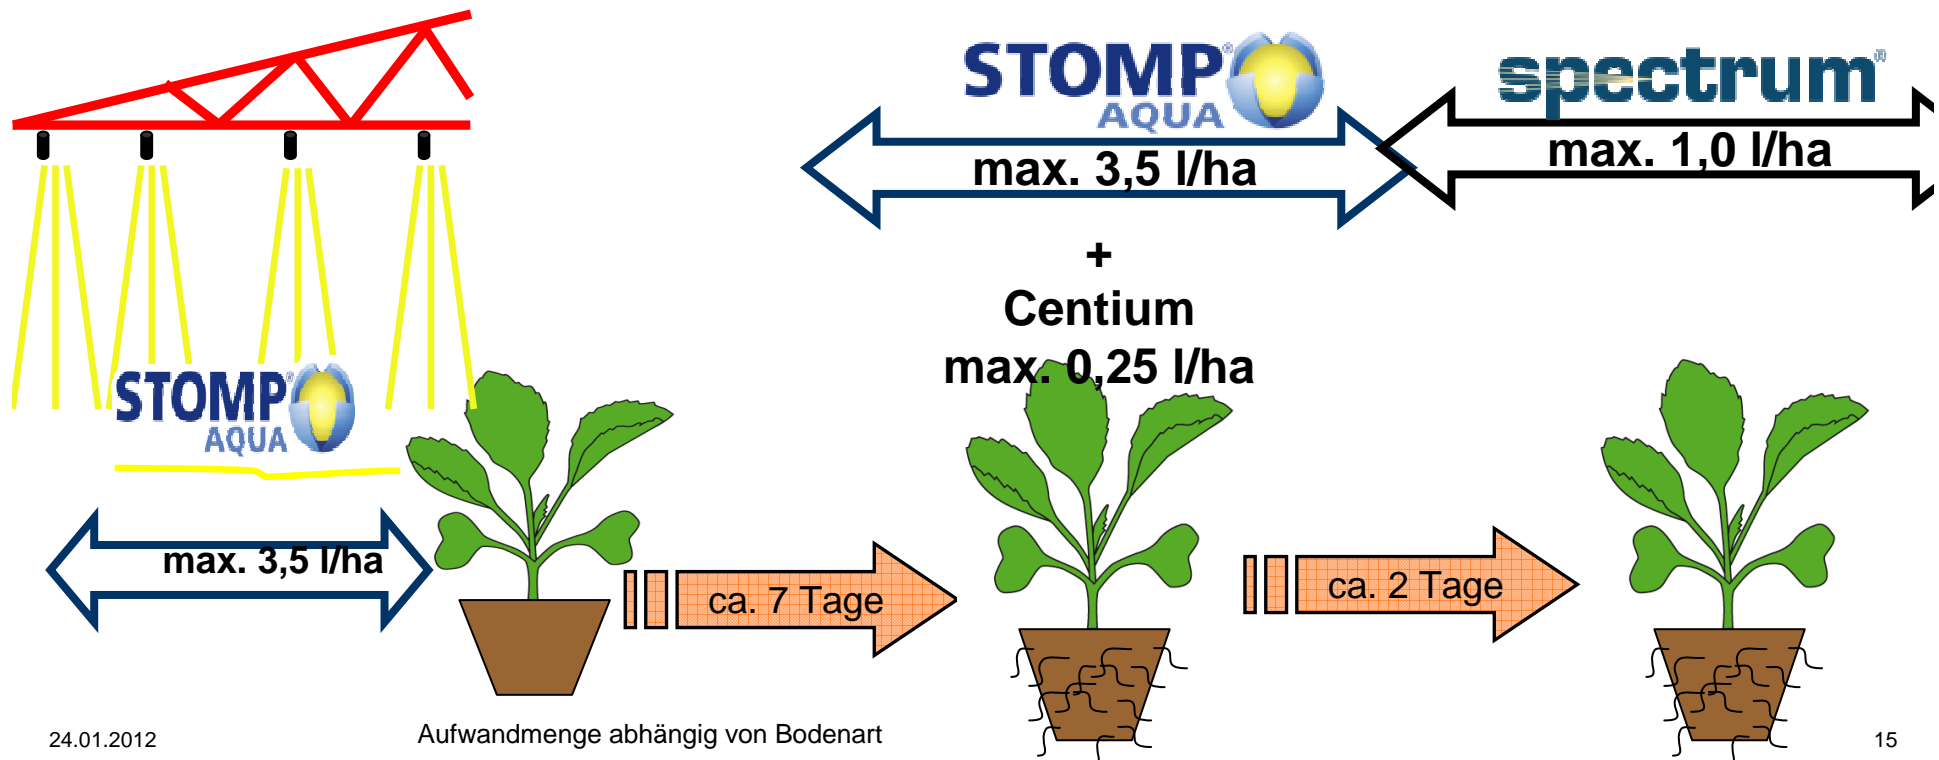 STOMP®
AQUA
max. 3,5 l/ha
spectrum®
max. 1,0 l/ha
+
Centium
max. 0,25 l/ha
STOMP®
AQUA
max. 3,5 l/ha
ca. 7 Tage
ca. 2 Tage
24.01.2012
Aufwandmenge abhängig von Bodenart
15